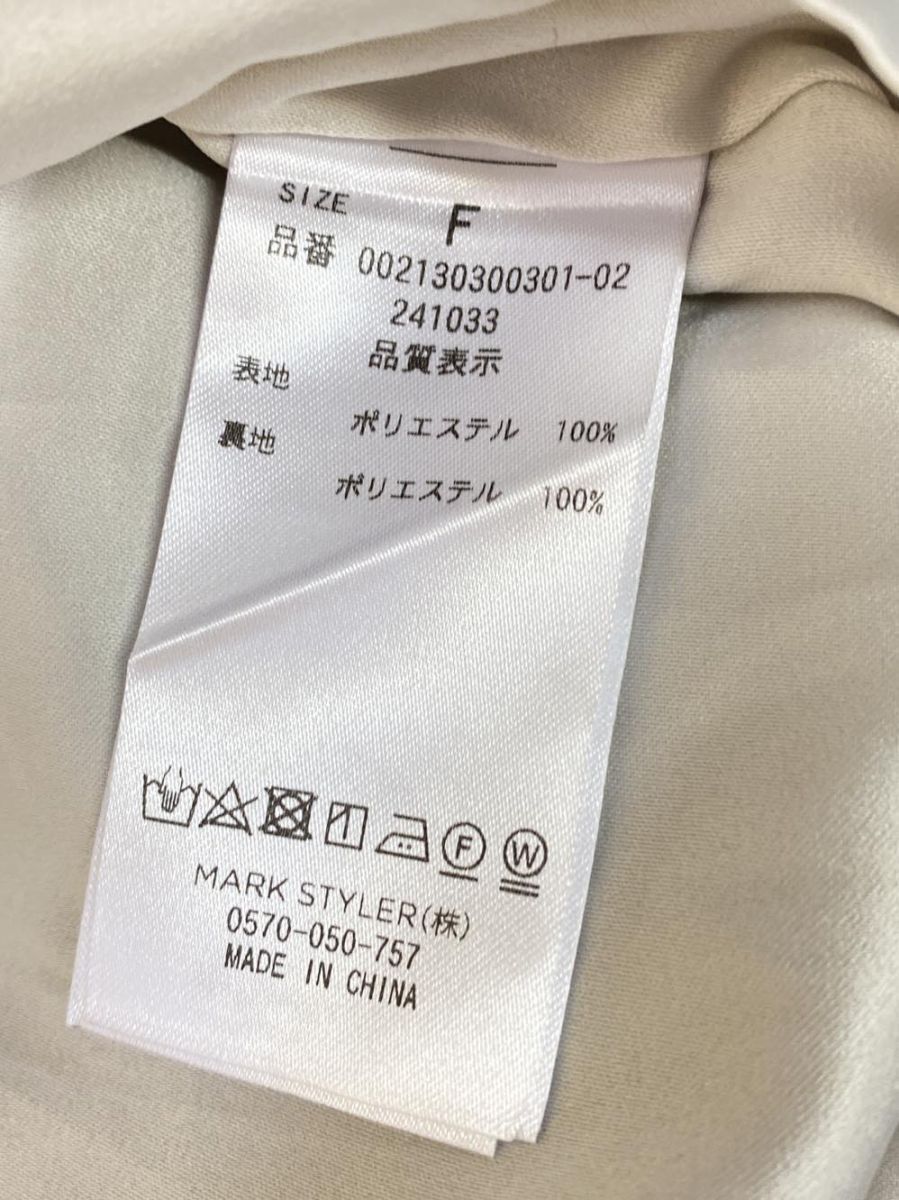 SIZE F
品番 002130300301-02
241033
品質表示
表地 ポリエステル 100%
裏地 ポリエステル 100%
F W
MARK STYLER(株)
0570-050-757
MADE IN CHINA